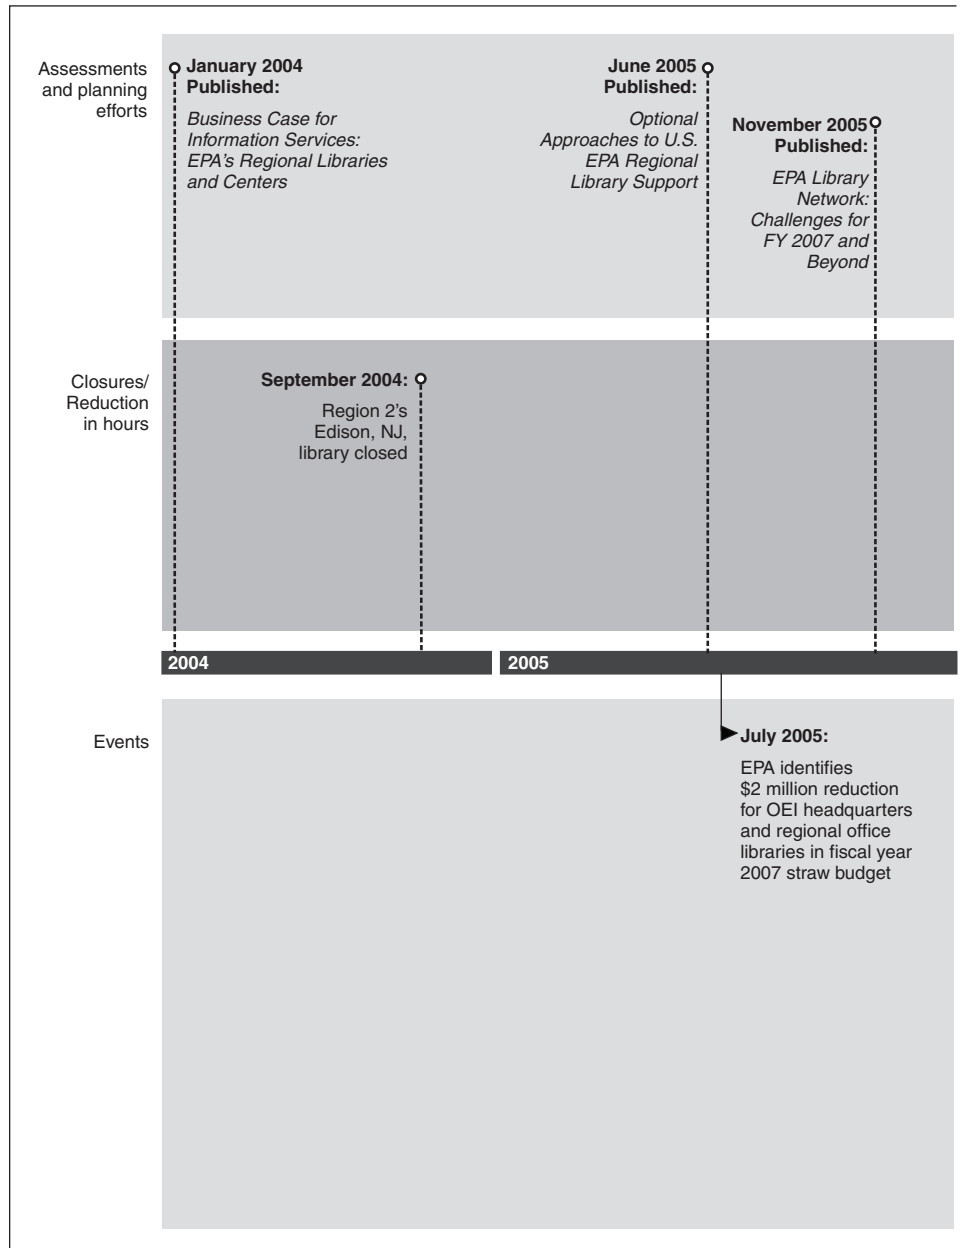 Assessments
and planning
efforts
January 2004
Published:
Business Case for
Information Services:
EPA's Regional Libraries
and Centers
June 2005
Published:
Optional
Approaches to U.S.
EPA Regional
Library Support
November 2005
Published:
EPA Library
Network:
Challenges for
FY 2007 and
Beyond
Closures/
Reduction
in hours
September 2004:
Region 2's
Edison, NJ,
library closed
2004
2005
Events
July 2005:
EPA identifies
$2 million reduction
for OEI headquarters
and regional office
libraries in fiscal year
2007 straw budget